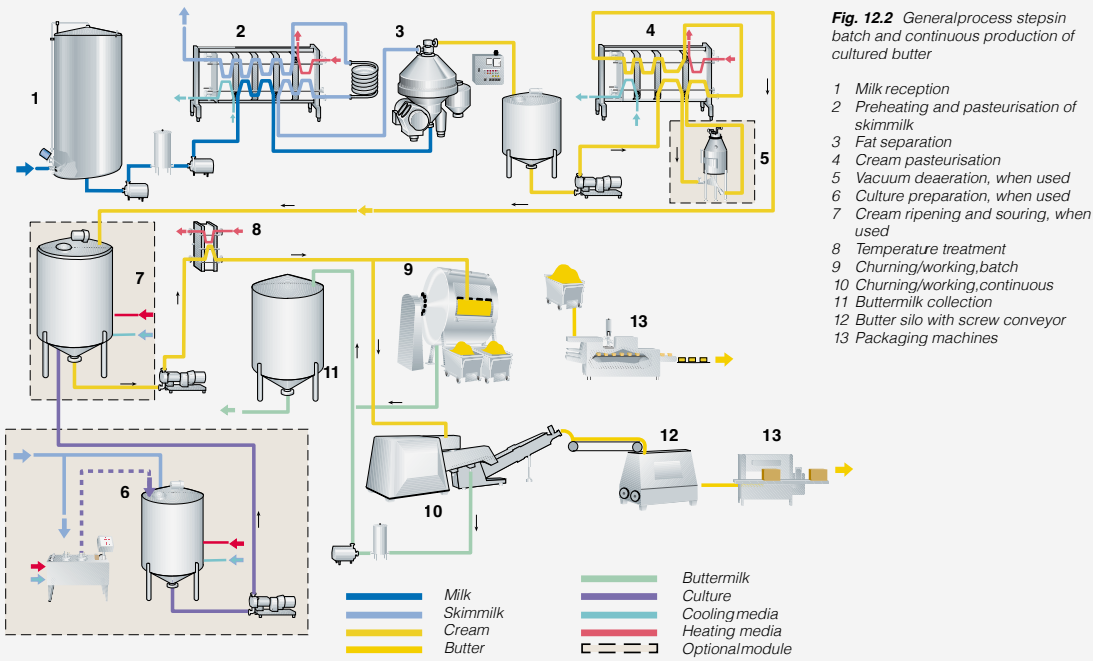 Fig. 12.2 Generalprocess stepsin
batch and continuous production of
cultured butter
1 Milk reception
2 Preheating and pasteurisation of
skimmilk
3 Fat separation
4 Cream pasteurisation
5 Vacuum deaeration, when used
6 Culture preparation, when used
7 Cream ripening and souring, when
used
8 Temperature treatment
9 Churning/working,batch
10 Churning/working,continuous
11 Buttermilk collection
12 Butter silo with screw conveyor
13 Packaging machines
1
2
3
4
5
7
8
9
13
11
6
10
12
13
Milk
Skimmilk
Cream
Butter
Buttermilk
Culture
Coolingmedia
Heating media
Optionalmodule